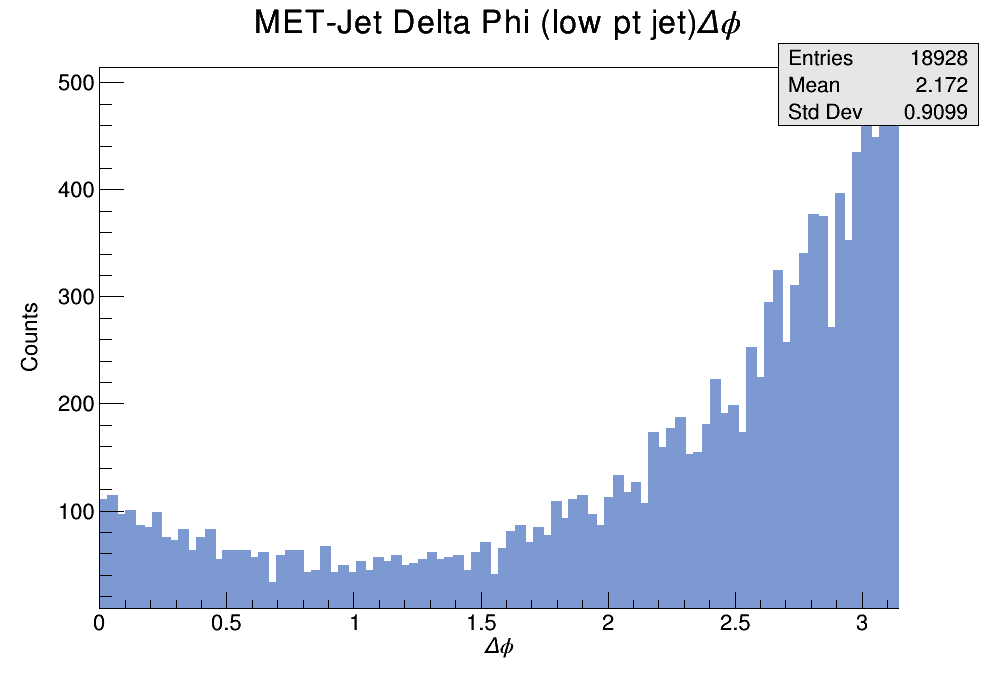 MET-Jet Delta Phi (low pt jet)Δϕ
Entries 18928
Mean 2.172
Std Dev 0.9099
500
400
300
200
100
Counts
0 0.5 1 1.5 2 2.5 3
Δϕ